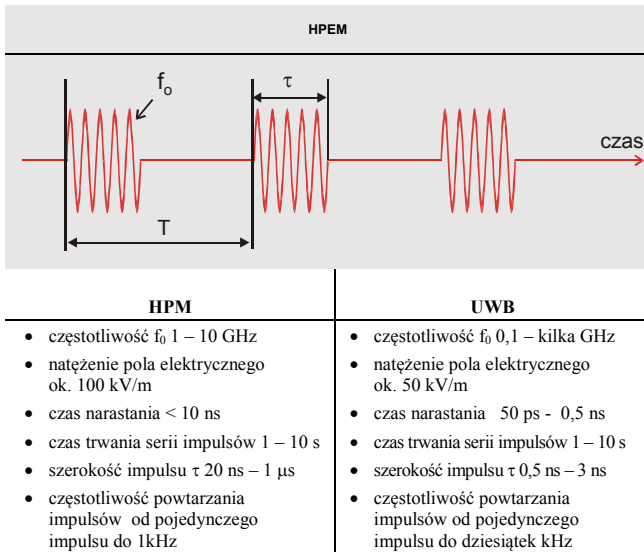 HPEM
f₀
τ
czas
T
HPM
• częstotliwość f₀ 1 – 10 GHz
• natężenie pola elektrycznego
ok. 100 kV/m
• czas narastania < 10 ns
• czas trwania serii impulsów 1 – 10 s
• szerokość impulsu τ 20 ns – 1 μs
• częstotliwość powtarzania
impulsów od pojedynczego
impulsu do 1kHz
UWB
• częstotliwość f₀ 0,1 – kilka GHz
• natężenie pola elektrycznego
ok. 50 kV/m
• czas narastania 50 ps - 0,5 ns
• czas trwania serii impulsów 1 – 10 s
• szerokość impulsu τ 0,5 ns – 3 ns
• częstotliwość powtarzania
impulsów od pojedynczego
impulsu do dziesiątek kHz